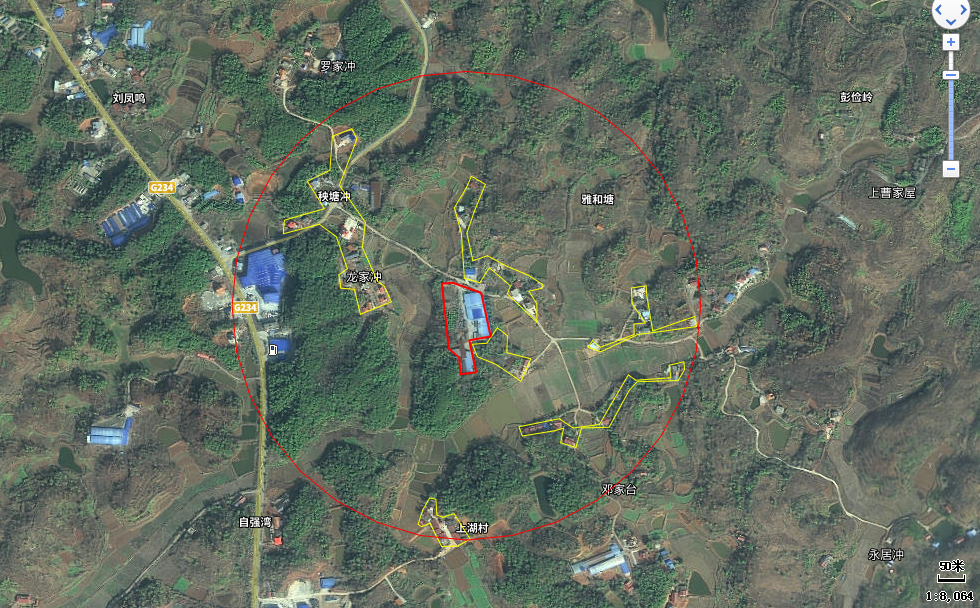 罗家冲
刘凤鸣
彭俭岭
G234
秧塘冲
雅和塘
上曹家屋
龙家冲
G234
邓家台
自强湾
上湖村
永居冲
50米
1:8,064